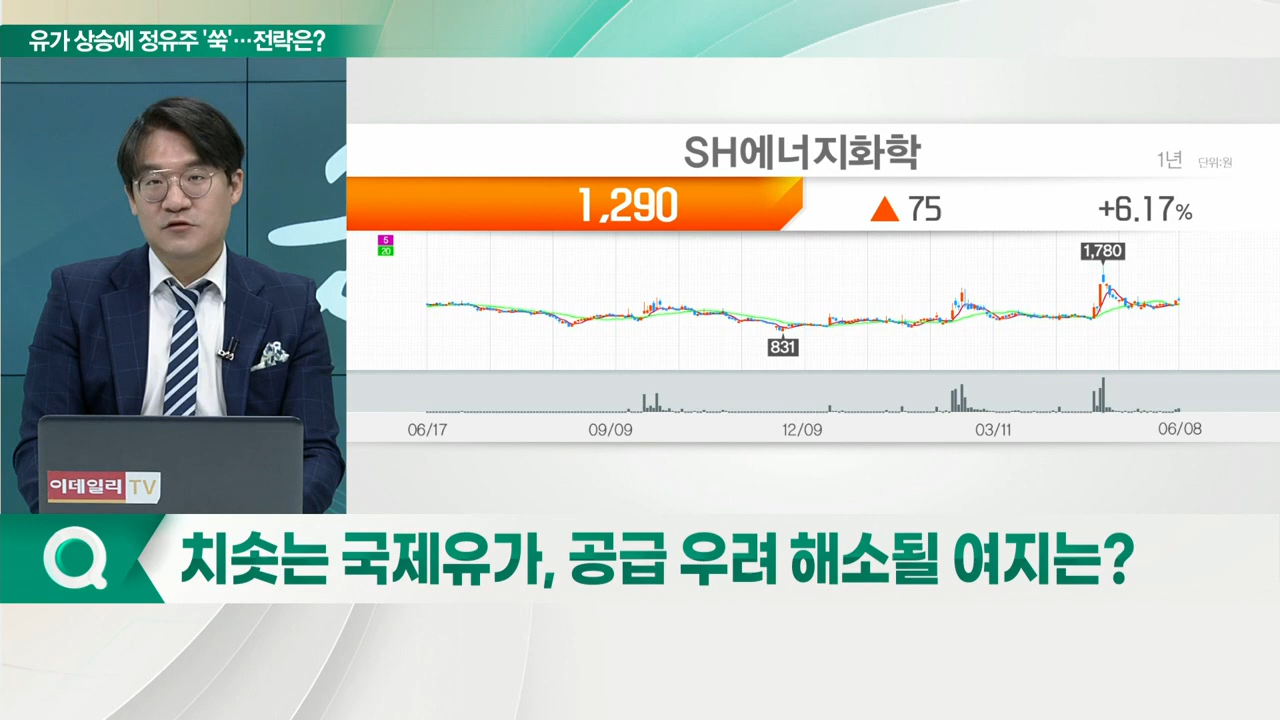 유가 상승에 정유주 '쑥'…전략은?
SH에너지화학
1년 단위:원
1,290 ▲ 75 +6.17%
5
20
1,780
831
06/17 09/09 12/09 03/11 06/08
이데일리 TV
Q 치솟는 국제유가, 공급 우려 해소될 여지는?